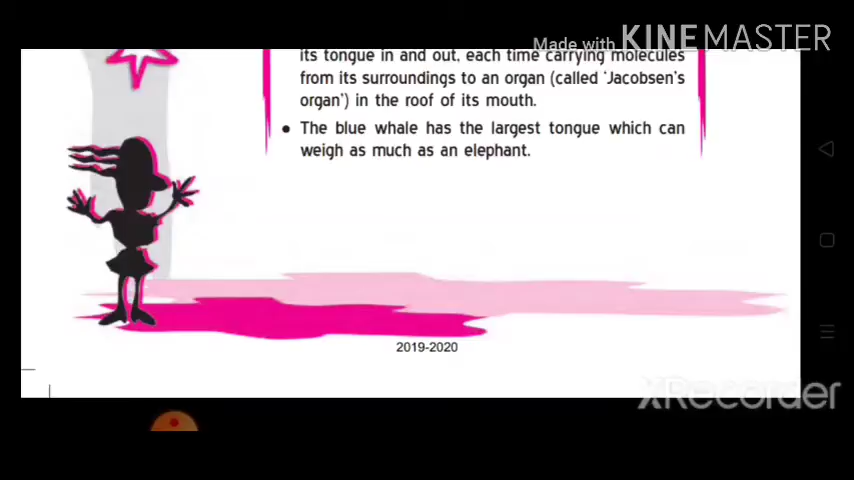 Made with KINEMASTER
its tongue in and out, each time carrying molecules
from its surroundings to an organ (called 'Jacobsen's
organ') in the roof of its mouth.
• The blue whale has the largest tongue which can
weigh as much as an elephant.
2019-2020
XRecorder